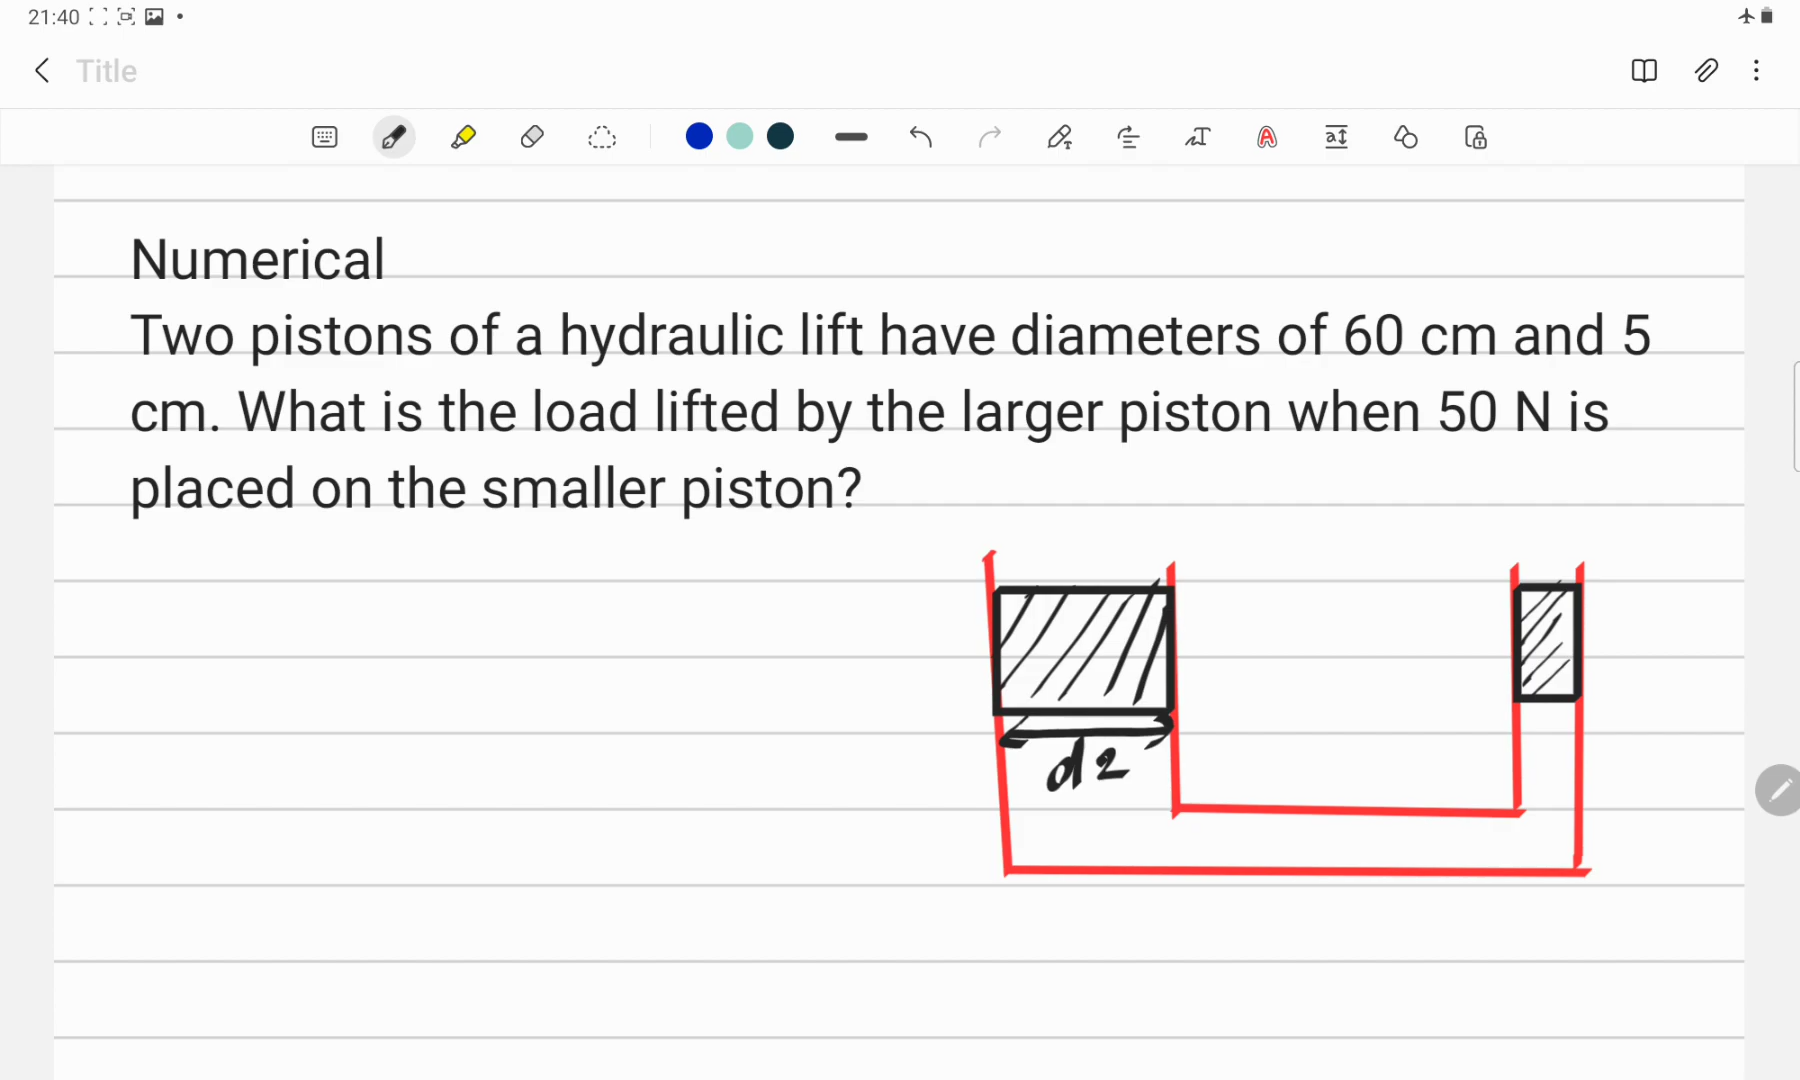 21:40
Title
Numerical
Two pistons of a hydraulic lift have diameters of 60 cm and 5
cm. What is the load lifted by the larger piston when 50 N is
placed on the smaller piston?
d2